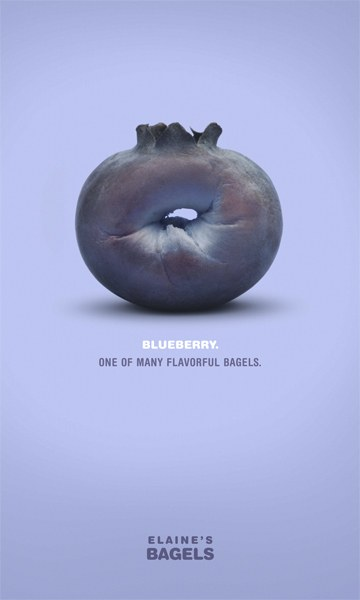 BLUEBERRY.
ONE OF MANY FLAVORFUL BAGELS.
ELAINE'S
BAGELS